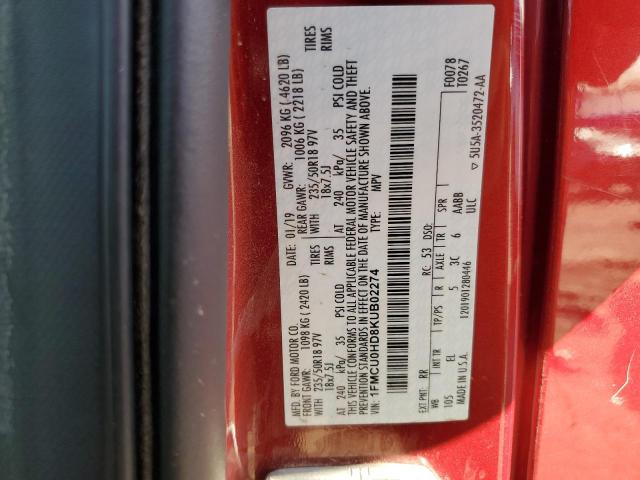 MFD. BY FORD MOTOR CO.
DATE: 01/19
GVWR: 2096 KG ( 4620 LB)
FRONT GAWR: 1098 KG ( 2420 LB)
REAR GAWR: 1006 KG ( 2218 LB)
WITH 235/50R18 97V TIRES
18x7.5J RIMS
AT 240 kPa/ 35 PSI COLD
WITH 235/50R18 97V TIRES
18x7.5J RIMS
AT 240 kPa/ 35 PSI COLD
THIS VEHICLE CONFORMS TO ALL APPLICABLE FEDERAL MOTOR VEHICLE SAFETY AND THEFT
PREVENTION STANDARDS IN EFFECT ON THE DATE OF MANUFACTURE SHOWN ABOVE.
VIN: 1FMCU0HD8KUB02274
TYPE: MPV
F0078
T0267
EXT PNT: RR RC: 53 DSO:
WB INT TR TP/PS R AXLE TR SPR
105 EL 5 3C 6 AABB
MADE IN U.S.A. 1201901280446 ULC
▽ 5U5A-3520472-AA